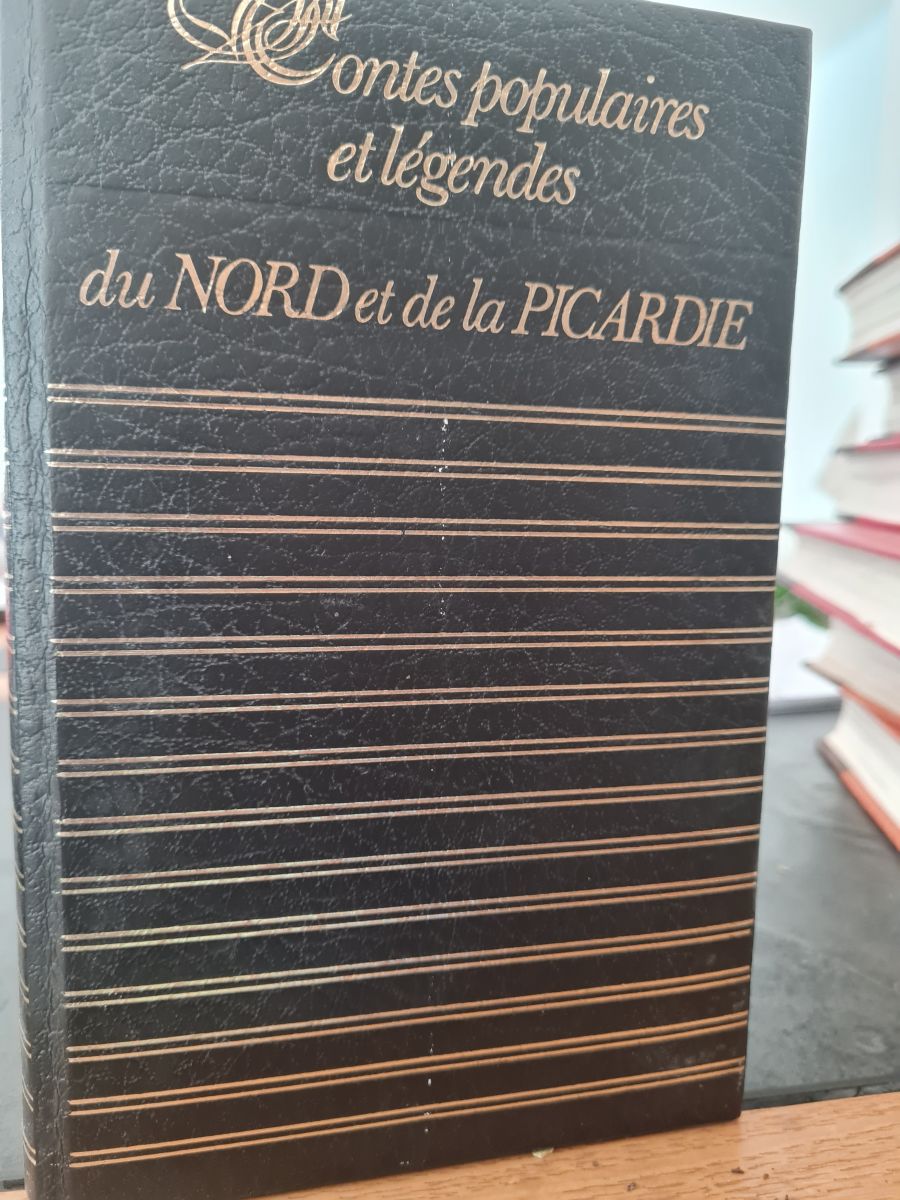 Contes populaires
et légendes
du NORD et de la PICARDIE